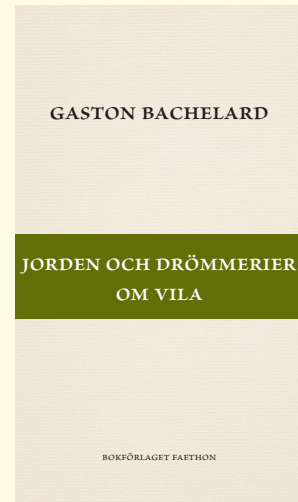 GASTON BACHELARD
JORDEN OCH DRÖMMERIER
OM VILA
BOKFÖRLAGET FAETHON